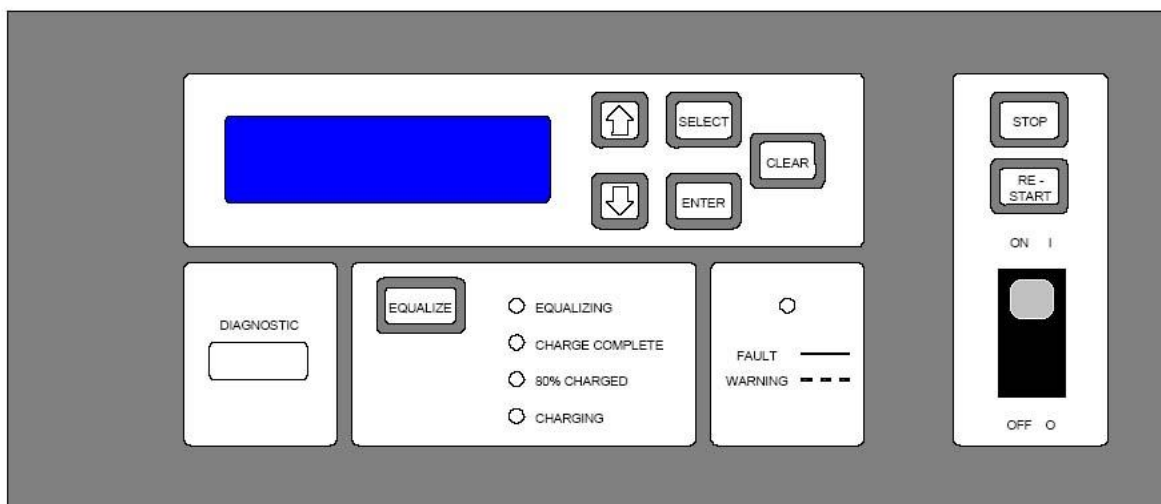 SELECT
CLEAR
ENTER
STOP
RE -
START
ON I
OFF O
DIAGNOSTIC
EQUALIZE
EQUALIZING
CHARGE COMPLETE
80% CHARGED
CHARGING
FAULT
WARNING